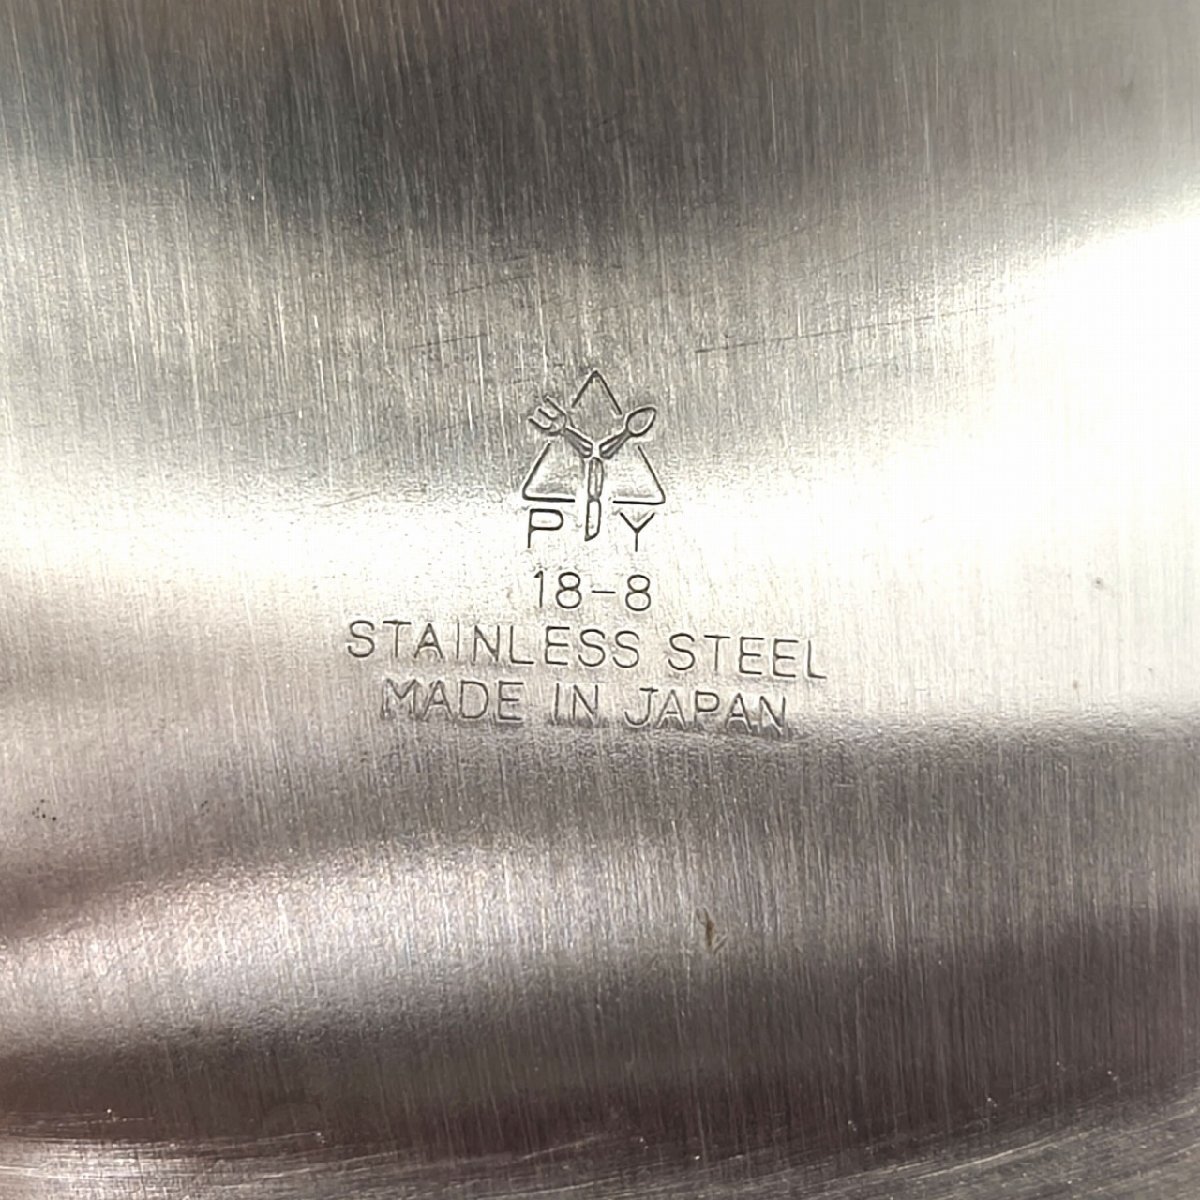 P Y
18-8
STAINLESS STEEL
MADE IN JAPAN